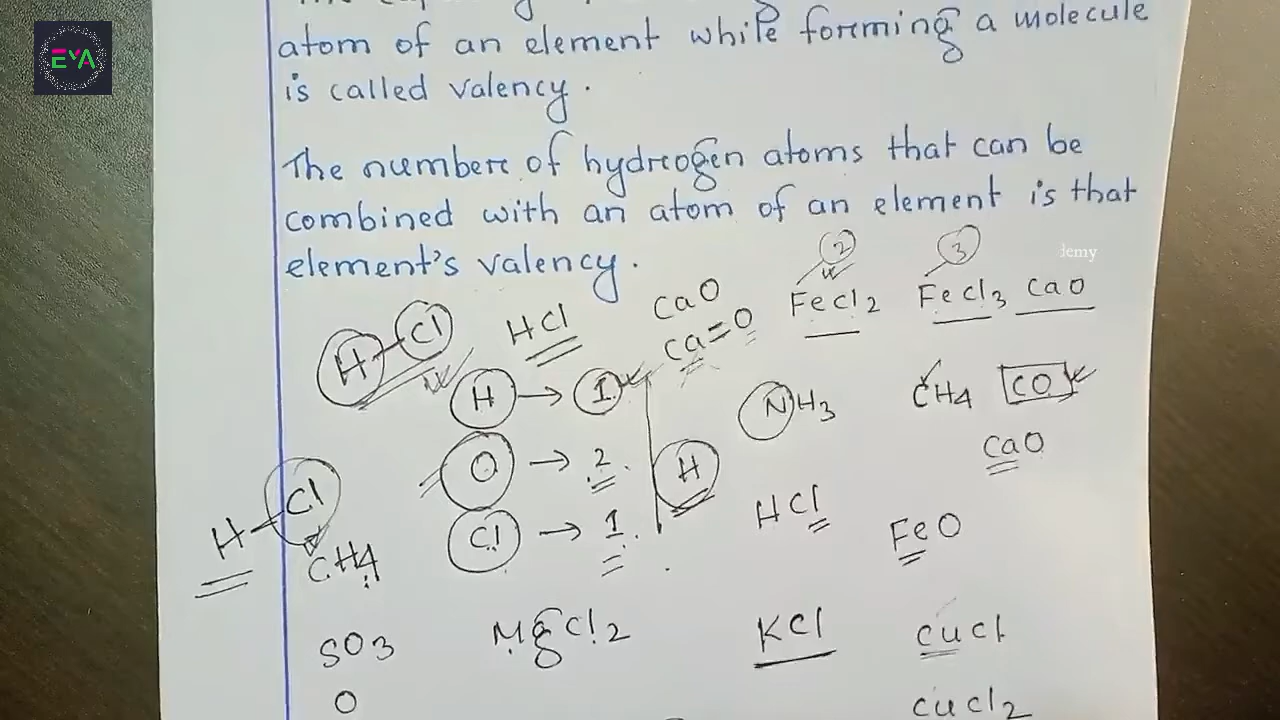 EVA
atom of an element while forming a molecule
is called valency.
The number of hydrogen atoms that can be
combined with an atom of an element is that
element's valency.
demy
2 3
H-Cl HCl CaO FeCl2 FeCl3 CaO
Ca=O
H → 1 NH3 CH4 CO
O → 2. H CaO
H-Cl Cl → 1. HCl FeO
CH4
SO3 MgCl2 KCl CuCl
O CuCl2